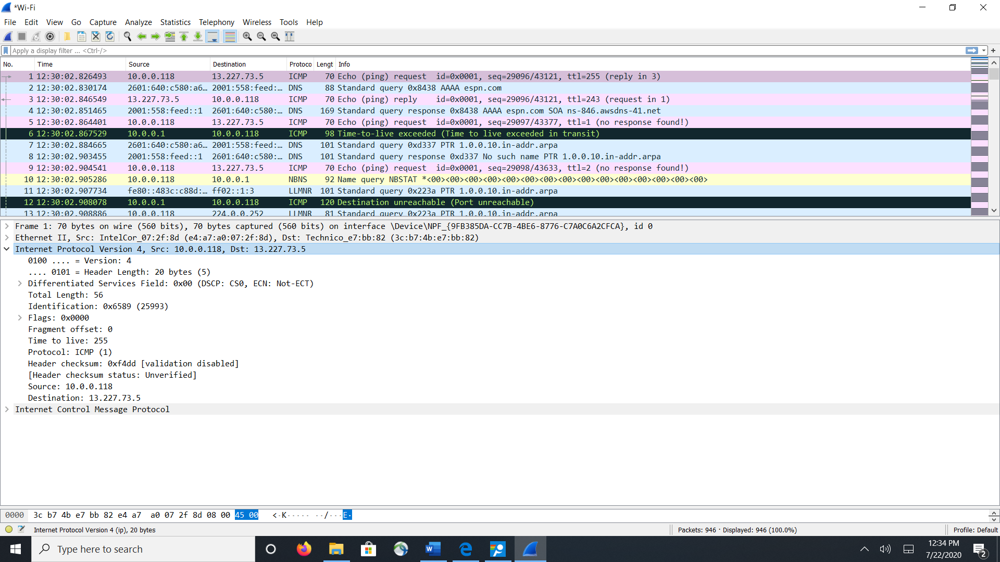 *Wi-Fi
File Edit View Go Capture Analyze Statistics Telephony Wireless Tools Help
Apply a display filter ... <Ctrl-/>
No. Time Source Destination Protoco Lengt Info
1 12:30:02.826493 10.0.0.118 13.227.73.5 ICMP 70 Echo (ping) request id=0x0001, seq=29096/43121, ttl=255 (reply in 3)
2 12:30:02.830174 2601:640:c580:a6… 2001:558:feed:… DNS 88 Standard query 0x8438 AAAA espn.com
3 12:30:02.846549 13.227.73.5 10.0.0.118 ICMP 70 Echo (ping) reply id=0x0001, seq=29096/43121, ttl=243 (request in 1)
4 12:30:02.851465 2001:558:feed::1 2601:640:c580:… DNS 169 Standard query response 0x8438 AAAA espn.com SOA ns-846.awsdns-41.net
5 12:30:02.864401 10.0.0.118 13.227.73.5 ICMP 70 Echo (ping) request id=0x0001, seq=29097/43377, ttl=1 (no response found!)
6 12:30:02.867529 10.0.0.1 10.0.0.118 ICMP 98 Time-to-live exceeded (Time to live exceeded in transit)
7 12:30:02.884665 2601:640:c580:a6… 2001:558:feed:… DNS 101 Standard query 0xd337 PTR 1.0.0.10.in-addr.arpa
8 12:30:02.903455 2001:558:feed::1 2601:640:c580:… DNS 101 Standard query response 0xd337 No such name PTR 1.0.0.10.in-addr.arpa
9 12:30:02.904541 10.0.0.118 13.227.73.5 ICMP 70 Echo (ping) request id=0x0001, seq=29098/43633, ttl=2 (no response found!)
10 12:30:02.905286 10.0.0.118 10.0.0.1 NBNS 92 Name query NBSTAT *<00><00><00><00><00><00><00><00><00><00><00><00><00><00><00>
11 12:30:02.907734 fe80::483c:c88d:… ff02::1:3 LLMNR 101 Standard query 0x223a PTR 1.0.0.10.in-addr.arpa
12 12:30:02.908078 10.0.0.1 10.0.0.118 ICMP 120 Destination unreachable (Port unreachable)
13 12:30:02.908886 10.0.0.118 224.0.0.252 LLMNR 81 Standard query 0x223a PTR 1.0.0.10.in-addr.arpa
Frame 1: 70 bytes on wire (560 bits), 70 bytes captured (560 bits) on interface \Device\NPF_{9FB385DA-CC7B-4BE6-8776-C7A0C6A2CFCA}, id 0
Ethernet II, Src: IntelCor_07:2f:8d (e4:a7:a0:07:2f:8d), Dst: Technico_e7:bb:82 (3c:b7:4b:e7:bb:82)
Internet Protocol Version 4, Src: 10.0.0.118, Dst: 13.227.73.5
0100 .... = Version: 4
.... 0101 = Header Length: 20 bytes (5)
Differentiated Services Field: 0x00 (DSCP: CS0, ECN: Not-ECT)
Total Length: 56
Identification: 0x6589 (25993)
Flags: 0x0000
Fragment offset: 0
Time to live: 255
Protocol: ICMP (1)
Header checksum: 0xf4dd [validation disabled]
[Header checksum status: Unverified]
Source: 10.0.0.118
Destination: 13.227.73.5
Internet Control Message Protocol
0000 3c b7 4b e7 bb 82 e4 a7 a0 07 2f 8d 08 00 45 00 <·K····· ··/···E·
Internet Protocol Version 4 (ip), 20 bytes Packets: 946 · Displayed: 946 (100.0%) Profile: Default
Type here to search
12:34 PM
7/22/2020
2